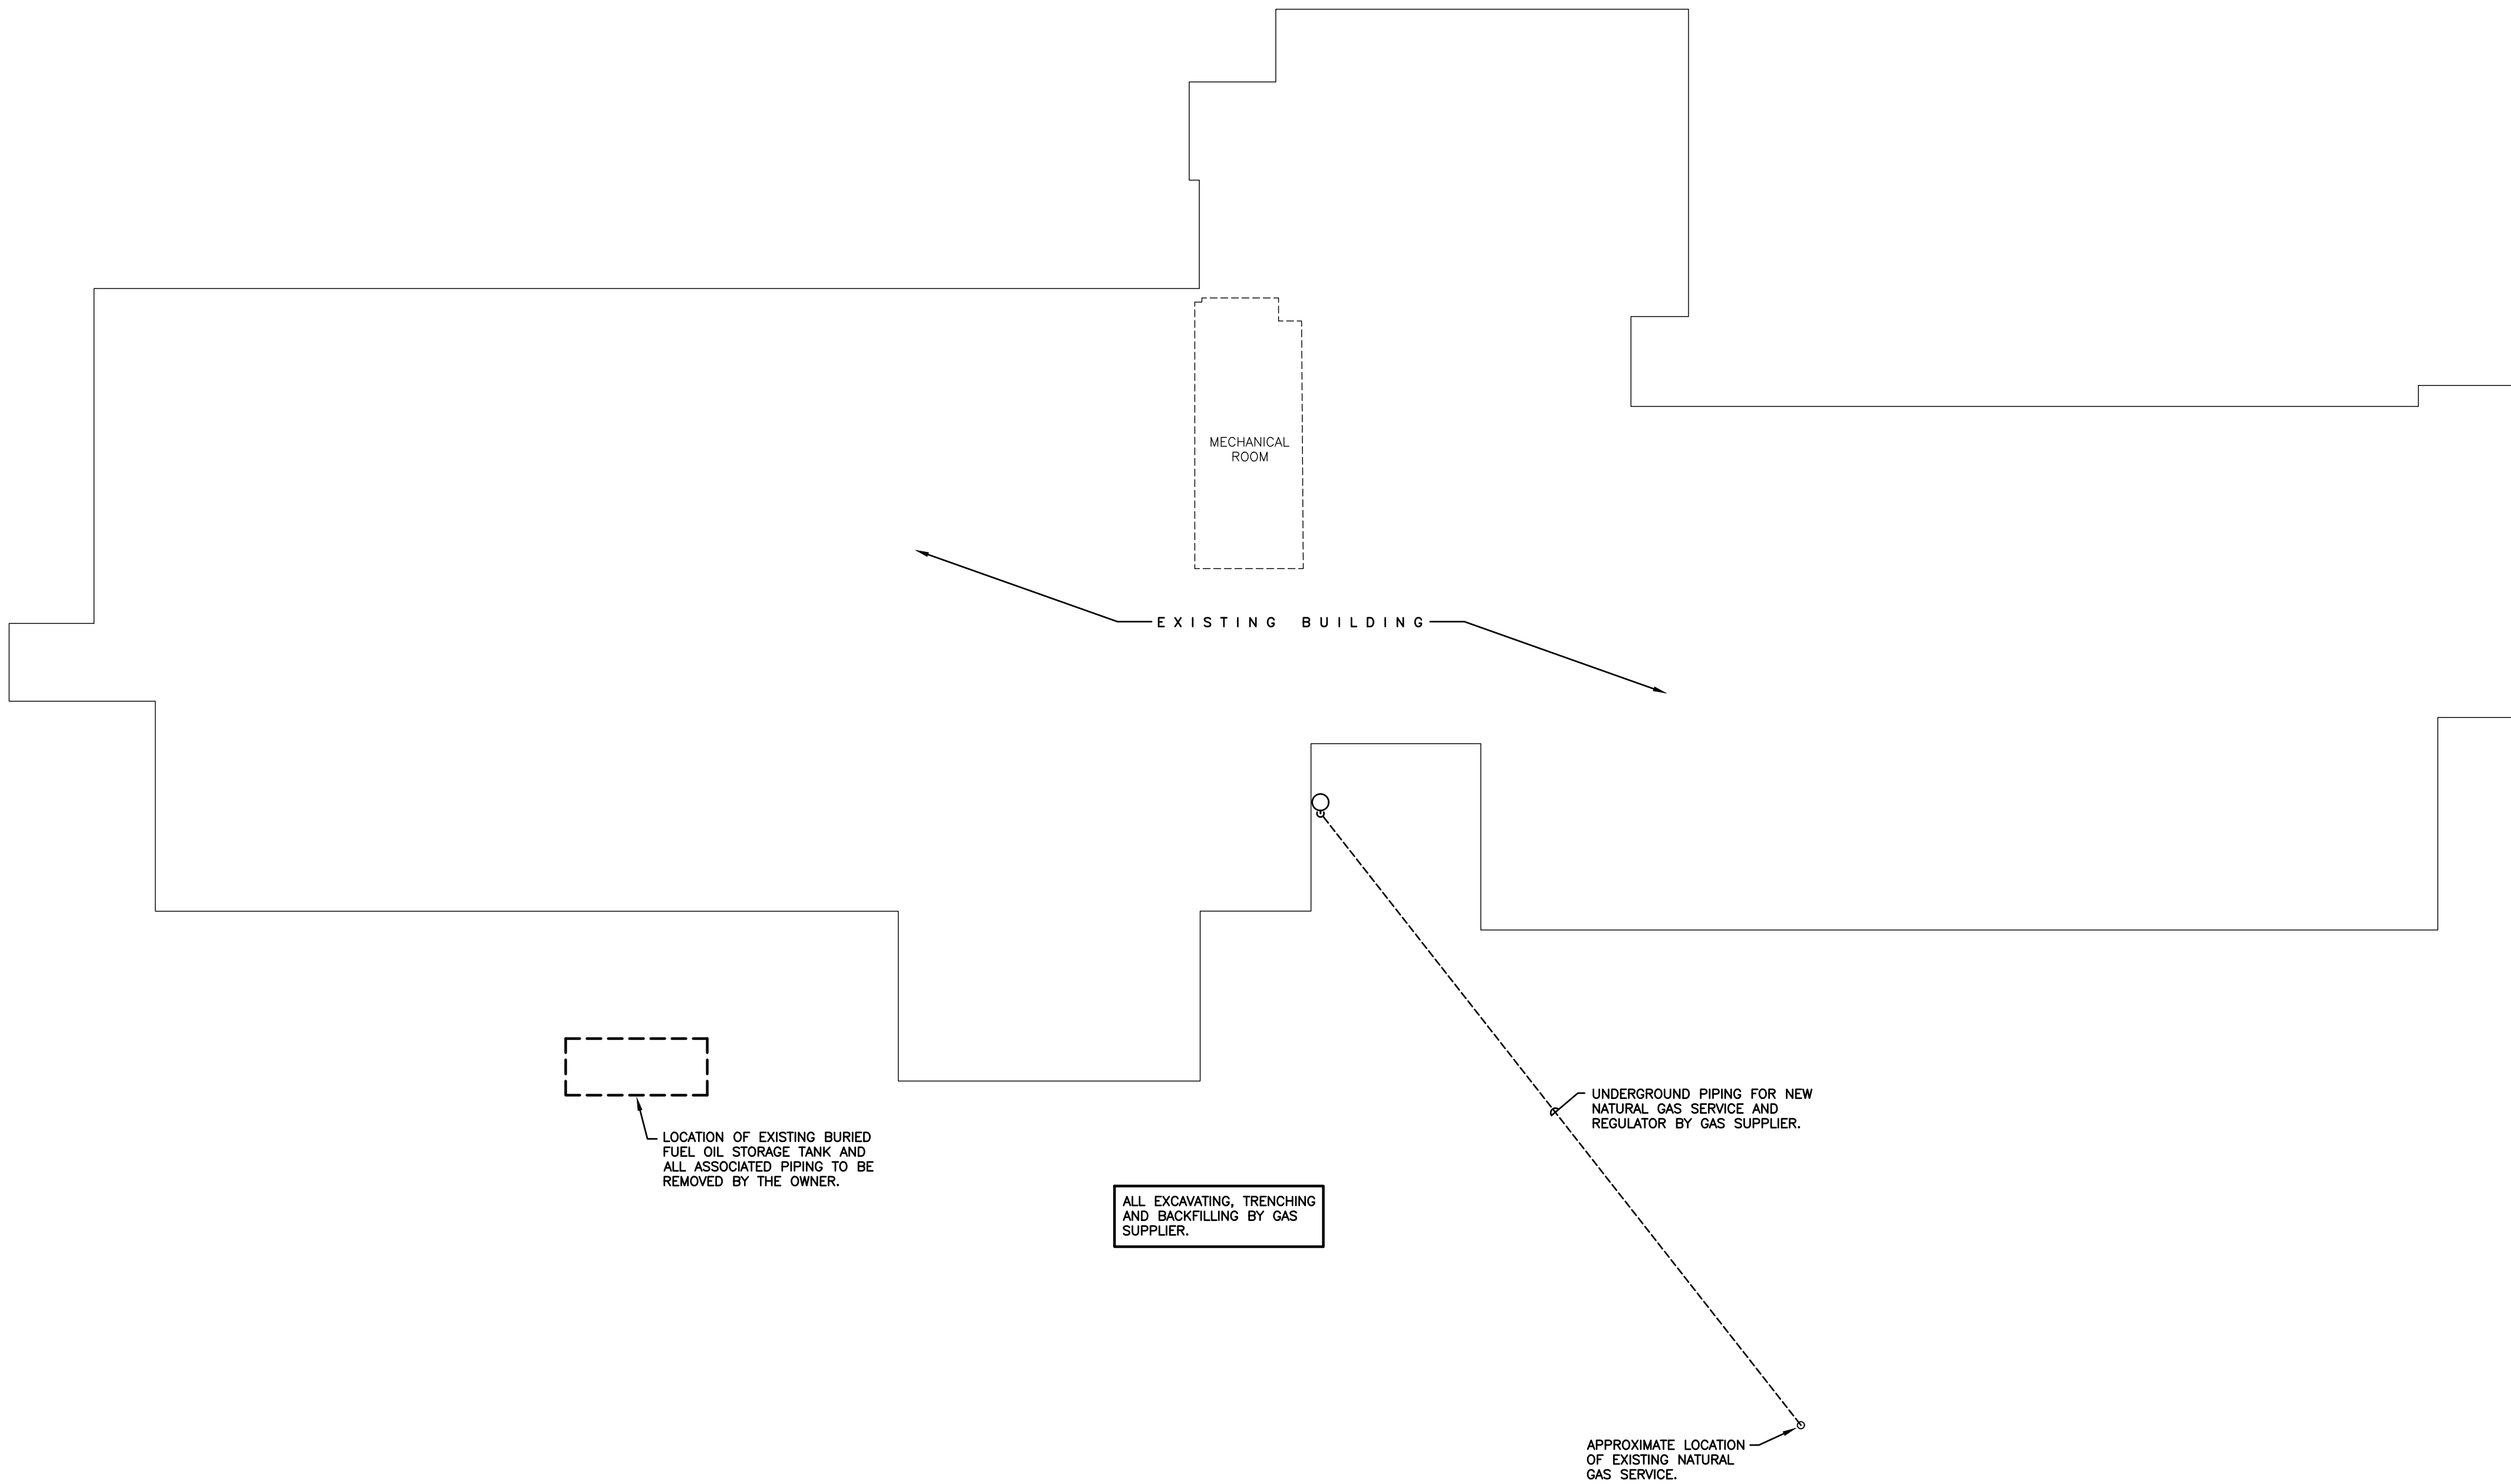 MECHANICAL
ROOM
EXISTING BUILDING
UNDERGROUND PIPING FOR NEW
NATURAL GAS SERVICE AND
REGULATOR BY GAS SUPPLIER.
LOCATION OF EXISTING BURIED
FUEL OIL STORAGE TANK AND
ALL ASSOCIATED PIPING TO BE
REMOVED BY THE OWNER.
ALL EXCAVATING, TRENCHING
AND BACKFILLING BY GAS
SUPPLIER.
APPROXIMATE LOCATION
OF EXISTING NATURAL
GAS SERVICE.